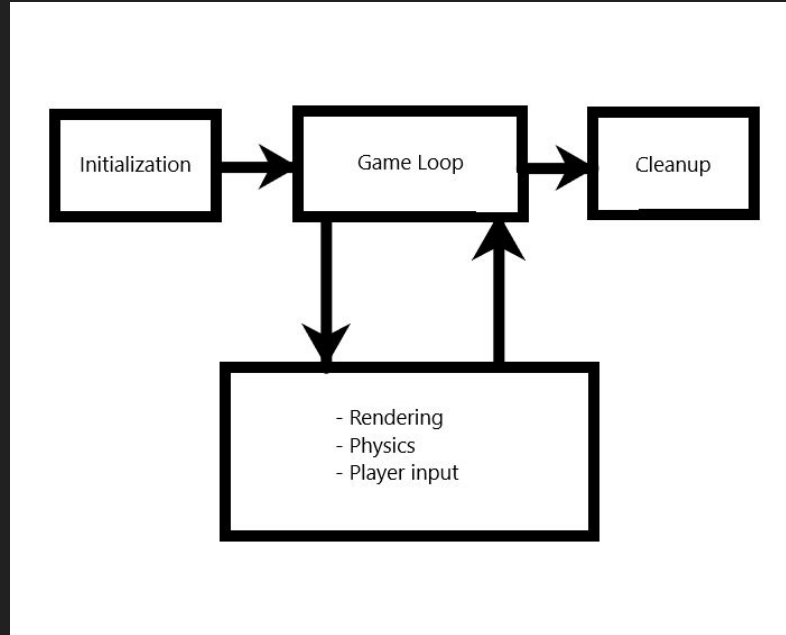 Initialization
Game Loop
Cleanup
- Rendering
- Physics
- Player input